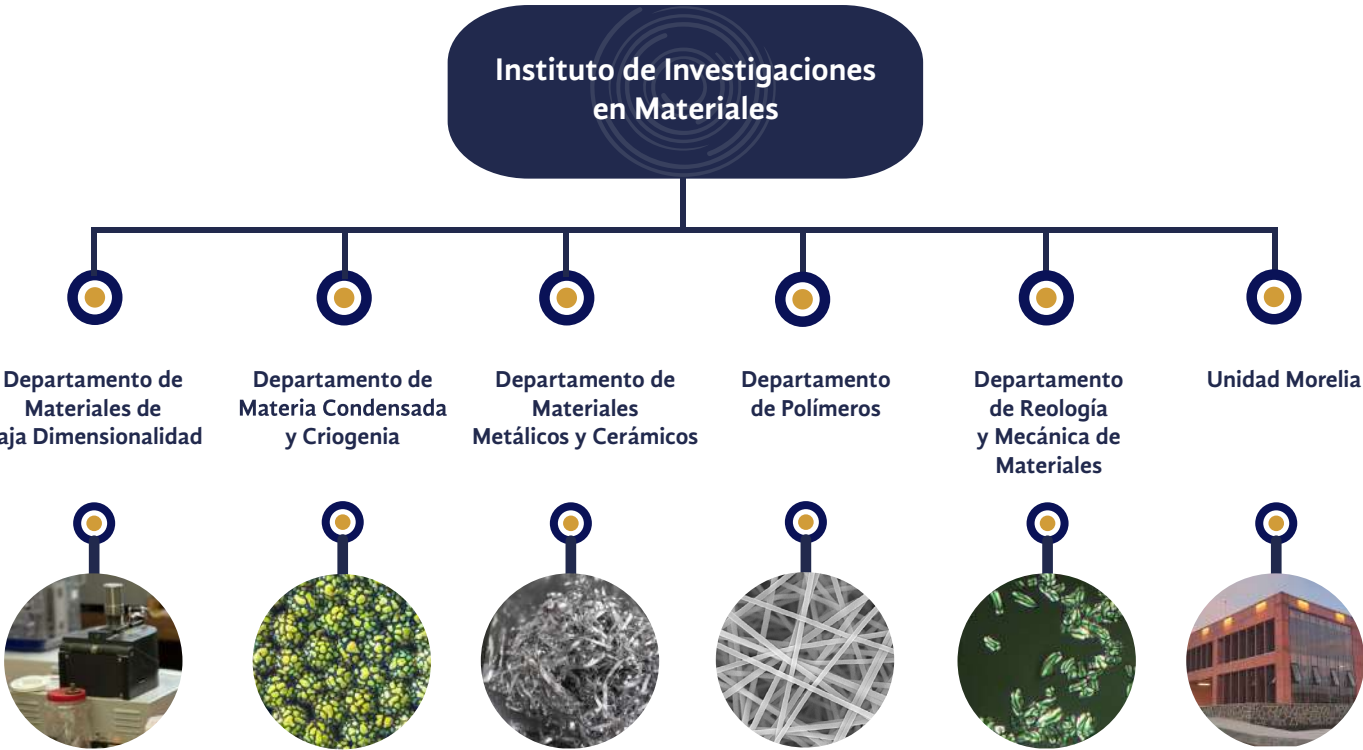 Instituto de Investigaciones
en Materiales
Departamento de
Materiales de
aja Dimensionalidad
Departamento de
Materia Condensada
y Criogenia
Departamento de
Materiales
Metálicos y Cerámicos
Departamento
de Polímeros
Departamento
de Reología
y Mecánica de
Materiales
Unidad Morelia